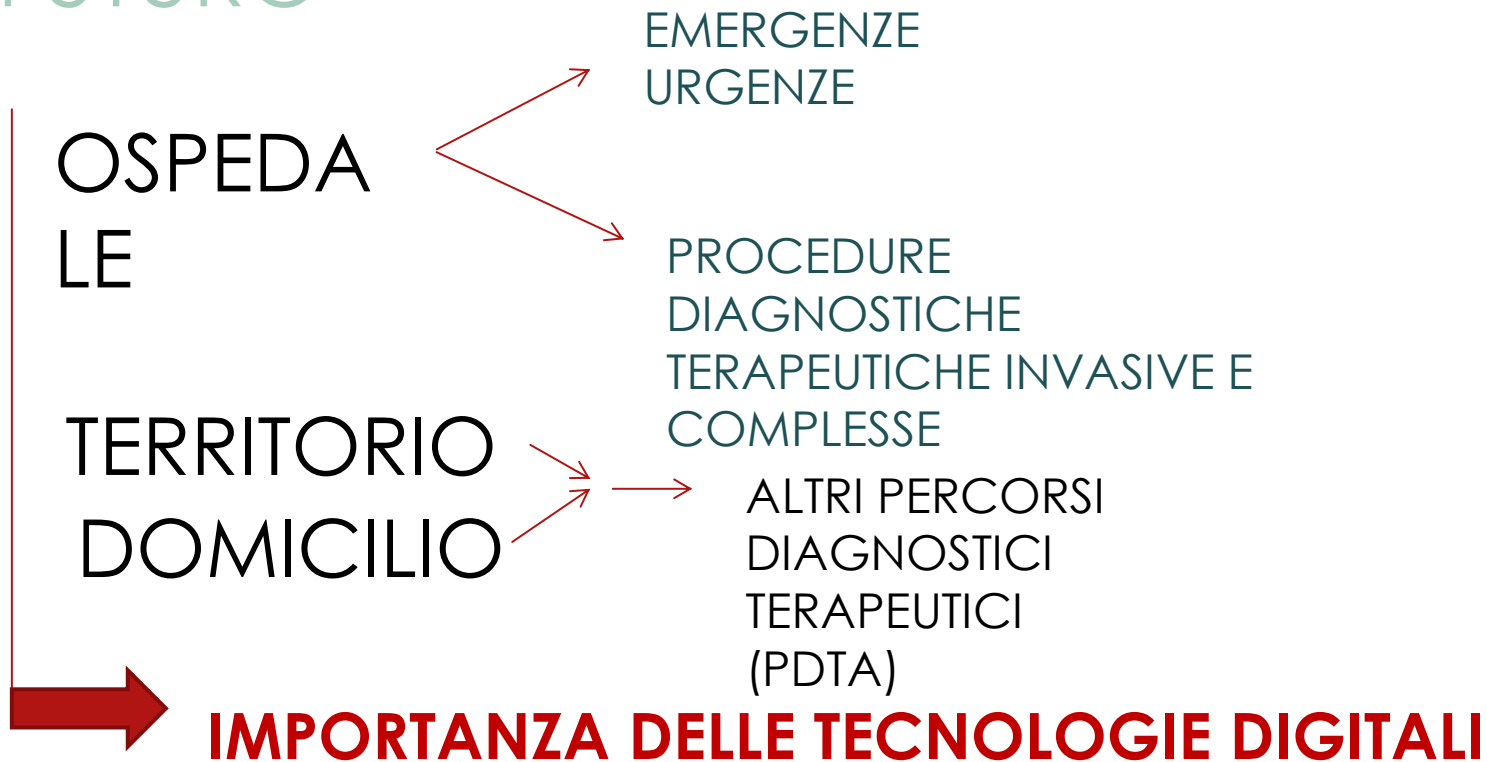 FUTURO
EMERGENZE
URGENZE
OSPEDA
LE
PROCEDURE
DIAGNOSTICHE
TERAPEUTICHE INVASIVE E
COMPLESSE
TERRITORIO
DOMICILIO
ALTRI PERCORSI
DIAGNOSTICI
TERAPEUTICI
(PDTA)
IMPORTANZA DELLE TECNOLOGIE DIGITALI